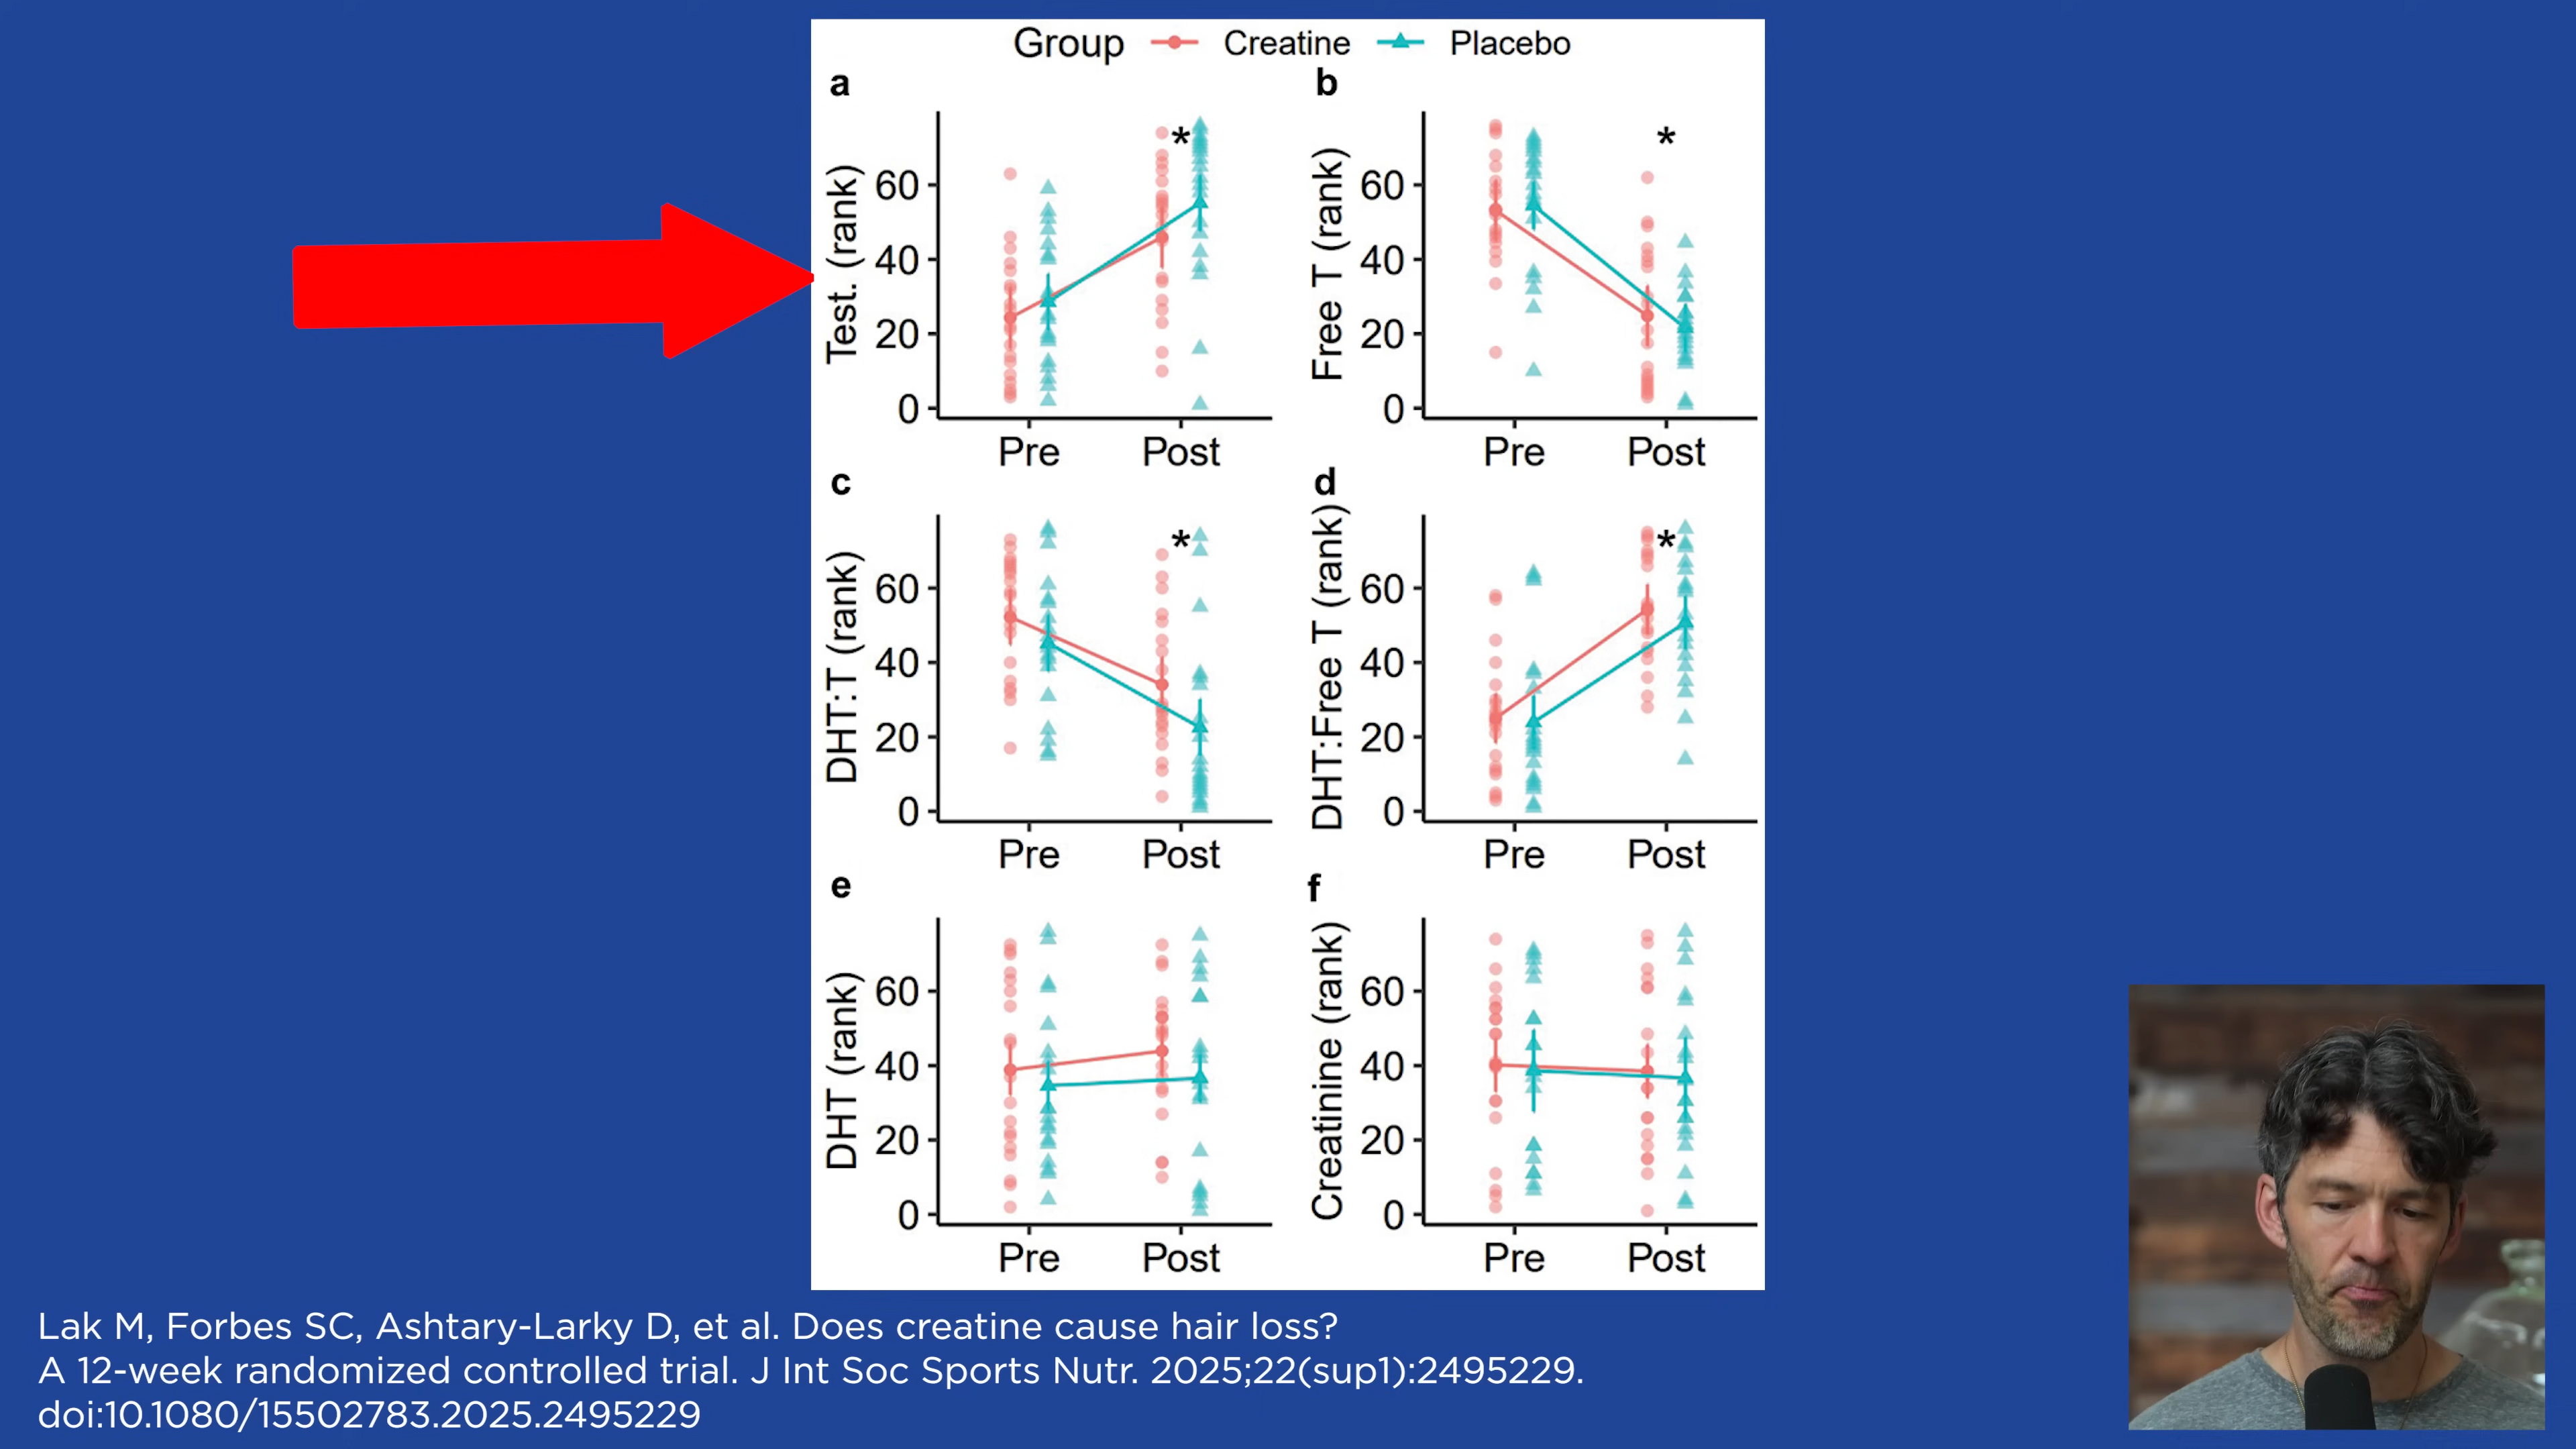 Group Creatine Placebo
a
Test. (rank)
60
40
20
0
*
Pre Post
b
Free T (rank)
60
40
20
0
*
Pre Post
c
DHT:T (rank)
60
40
20
0
*
Pre Post
d
DHT:Free T (rank)
60
40
20
0
*
Pre Post
e
DHT (rank)
60
40
20
0
Pre Post
f
Creatinine (rank)
60
40
20
0
Pre Post
Lak M, Forbes SC, Ashtary-Larky D, et al. Does creatine cause hair loss?
A 12-week randomized controlled trial. J Int Soc Sports Nutr. 2025;22(sup1):2495229.
doi:10.1080/15502783.2025.2495229